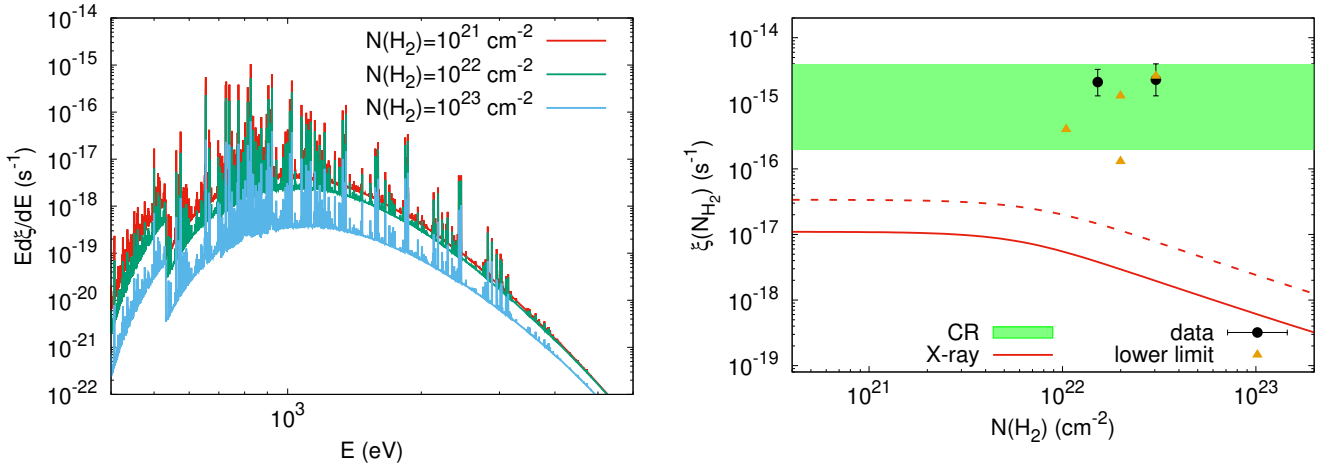 10⁻¹⁴
10⁻¹⁵
10⁻¹⁶
10⁻¹⁷
10⁻¹⁸
10⁻¹⁹
10⁻²⁰
10⁻²¹
10⁻²²
Edξ/dE (s⁻¹)
N(H₂)=10²¹ cm⁻²
N(H₂)=10²² cm⁻²
N(H₂)=10²³ cm⁻²
10³
E (eV)
10⁻¹⁴
10⁻¹⁵
10⁻¹⁶
10⁻¹⁷
10⁻¹⁸
10⁻¹⁹
ξ(N_H₂) (s⁻¹)
CR
X-ray
data
lower limit
10²¹ 10²² 10²³
N(H₂) (cm⁻²)